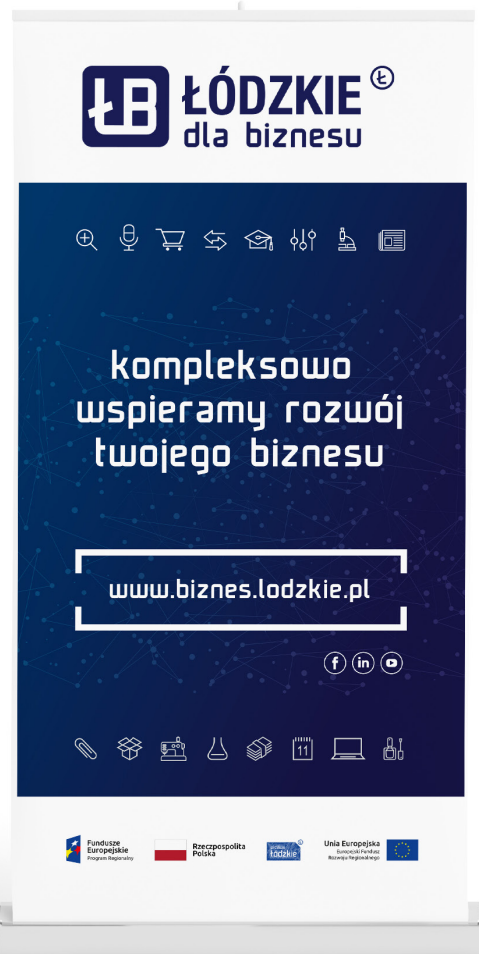 ŁB ŁÓDZKIE Ł
dla biznesu
kompleksowo
wspieramy rozwój
twojego biznesu
www.biznes.lodzkie.pl
f in
11
Fundusze
Europejskie
Program Regionalny
Rzeczpospolita
Polska
łódzkie
Unia Europejska
Europejski Fundusz
Rozwoju Regionalnego